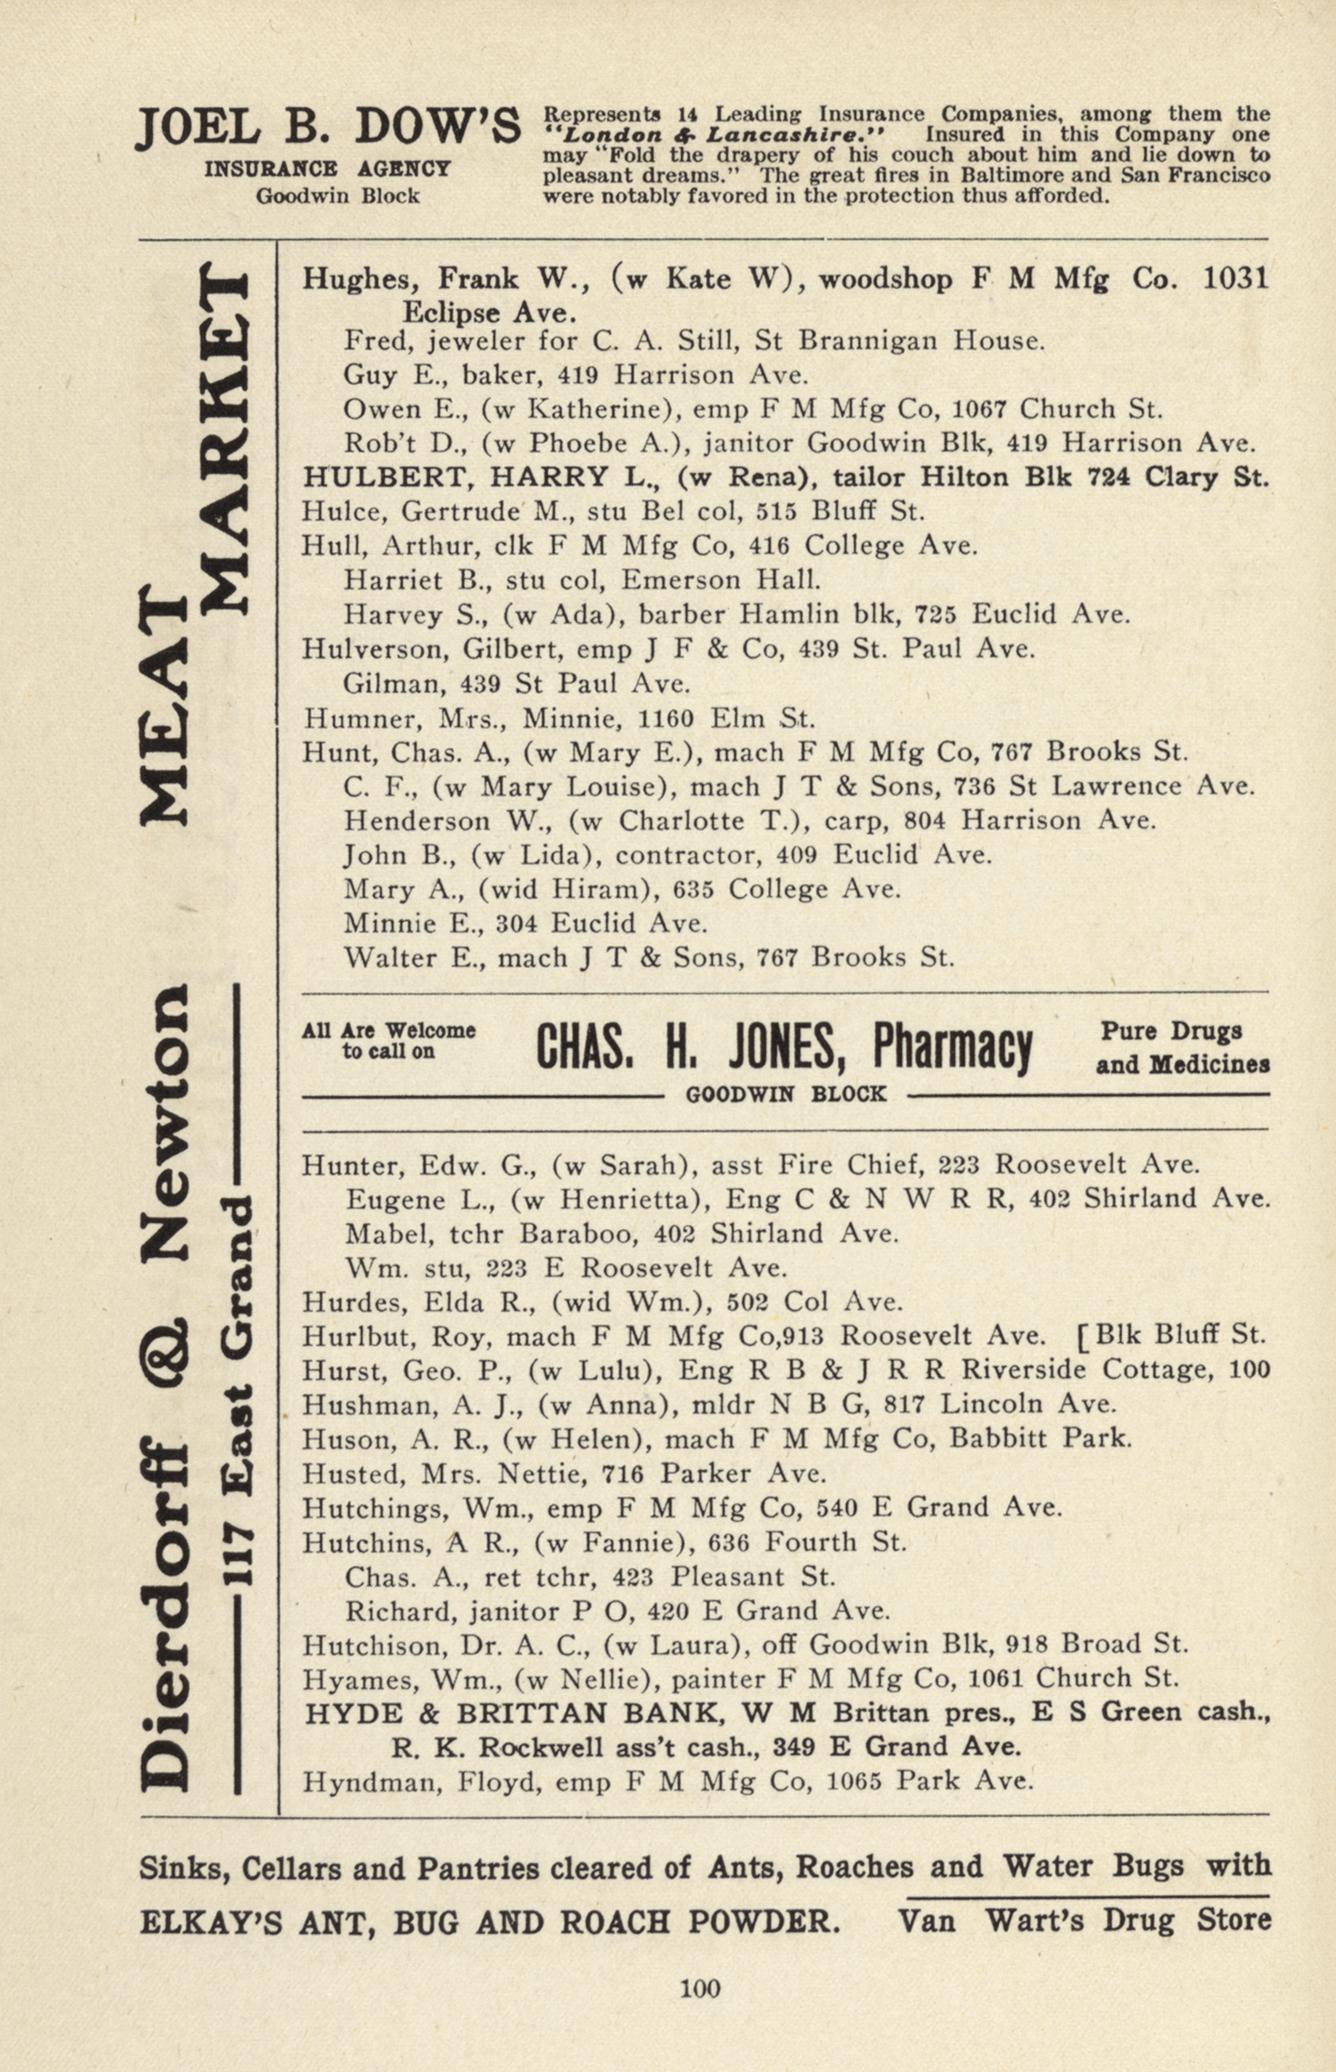 JOEL B. DOW'S
INSURANCE AGENCY
Goodwin Block
Represents 14 Leading Insurance Companies, among them the
"London & Lancashire." Insured in this Company one
may "Fold the drapery of his couch about him and lie down to
pleasant dreams." The great fires in Baltimore and San Francisco
were notably favored in the protection thus afforded.
Dierdorff @ Newton MEAT
MARKET
117 East Grand
Hughes, Frank W., (w Kate W), woodshop F M Mfg Co. 1031
Eclipse Ave.
Fred, jeweler for C. A. Still, St Brannigan House.
Guy E., baker, 419 Harrison Ave.
Owen E., (w Katherine), emp F M Mfg Co, 1067 Church St.
Rob't D., (w Phoebe A.), janitor Goodwin Blk, 419 Harrison Ave.
HULBERT, HARRY L., (w Rena), tailor Hilton Blk 724 Clary St.
Hulce, Gertrude M., stu Bel col, 515 Bluff St.
Hull, Arthur, clk F M Mfg Co, 416 College Ave.
Harriet B., stu col, Emerson Hall.
Harvey S., (w Ada), barber Hamlin blk, 725 Euclid Ave.
Hulverson, Gilbert, emp J F & Co, 439 St. Paul Ave.
Gilman, 439 St Paul Ave.
Humner, Mrs., Minnie, 1160 Elm St.
Hunt, Chas. A., (w Mary E.), mach F M Mfg Co, 767 Brooks St.
C. F., (w Mary Louise), mach J T & Sons, 736 St Lawrence Ave.
Henderson W., (w Charlotte T.), carp, 804 Harrison Ave.
John B., (w Lida), contractor, 409 Euclid Ave.
Mary A., (wid Hiram), 635 College Ave.
Minnie E., 304 Euclid Ave.
Walter E., mach J T & Sons, 767 Brooks St.
All Are Welcome
to call on
CHAS. H. JONES, Pharmacy
GOODWIN BLOCK
Pure Drugs
and Medicines
Hunter, Edw. G., (w Sarah), asst Fire Chief, 223 Roosevelt Ave.
Eugene L., (w Henrietta), Eng C & N W R R, 402 Shirland Ave.
Mabel, tchr Baraboo, 402 Shirland Ave.
Wm. stu, 223 E Roosevelt Ave.
Hurdes, Elda R., (wid Wm.), 502 Col Ave.
Hurlbut, Roy, mach F M Mfg Co,913 Roosevelt Ave. [Blk Bluff St.
Hurst, Geo. P., (w Lulu), Eng R B & J R R Riverside Cottage, 100
Hushman, A. J., (w Anna), mldr N B G, 817 Lincoln Ave.
Huson, A. R., (w Helen), mach F M Mfg Co, Babbitt Park.
Husted, Mrs. Nettie, 716 Parker Ave.
Hutchings, Wm., emp F M Mfg Co, 540 E Grand Ave.
Hutchins, A R., (w Fannie), 636 Fourth St.
Chas. A., ret tchr, 423 Pleasant St.
Richard, janitor P O, 420 E Grand Ave.
Hutchison, Dr. A. C., (w Laura), off Goodwin Blk, 918 Broad St.
Hyames, Wm., (w Nellie), painter F M Mfg Co, 1061 Church St.
HYDE & BRITTAN BANK, W M Brittan pres., E S Green cash.,
R. K. Rockwell ass't cash., 349 E Grand Ave.
Hyndman, Floyd, emp F M Mfg Co, 1065 Park Ave.
Sinks, Cellars and Pantries cleared of Ants, Roaches and Water Bugs with
ELKAY'S ANT, BUG AND ROACH POWDER. Van Wart's Drug Store
100